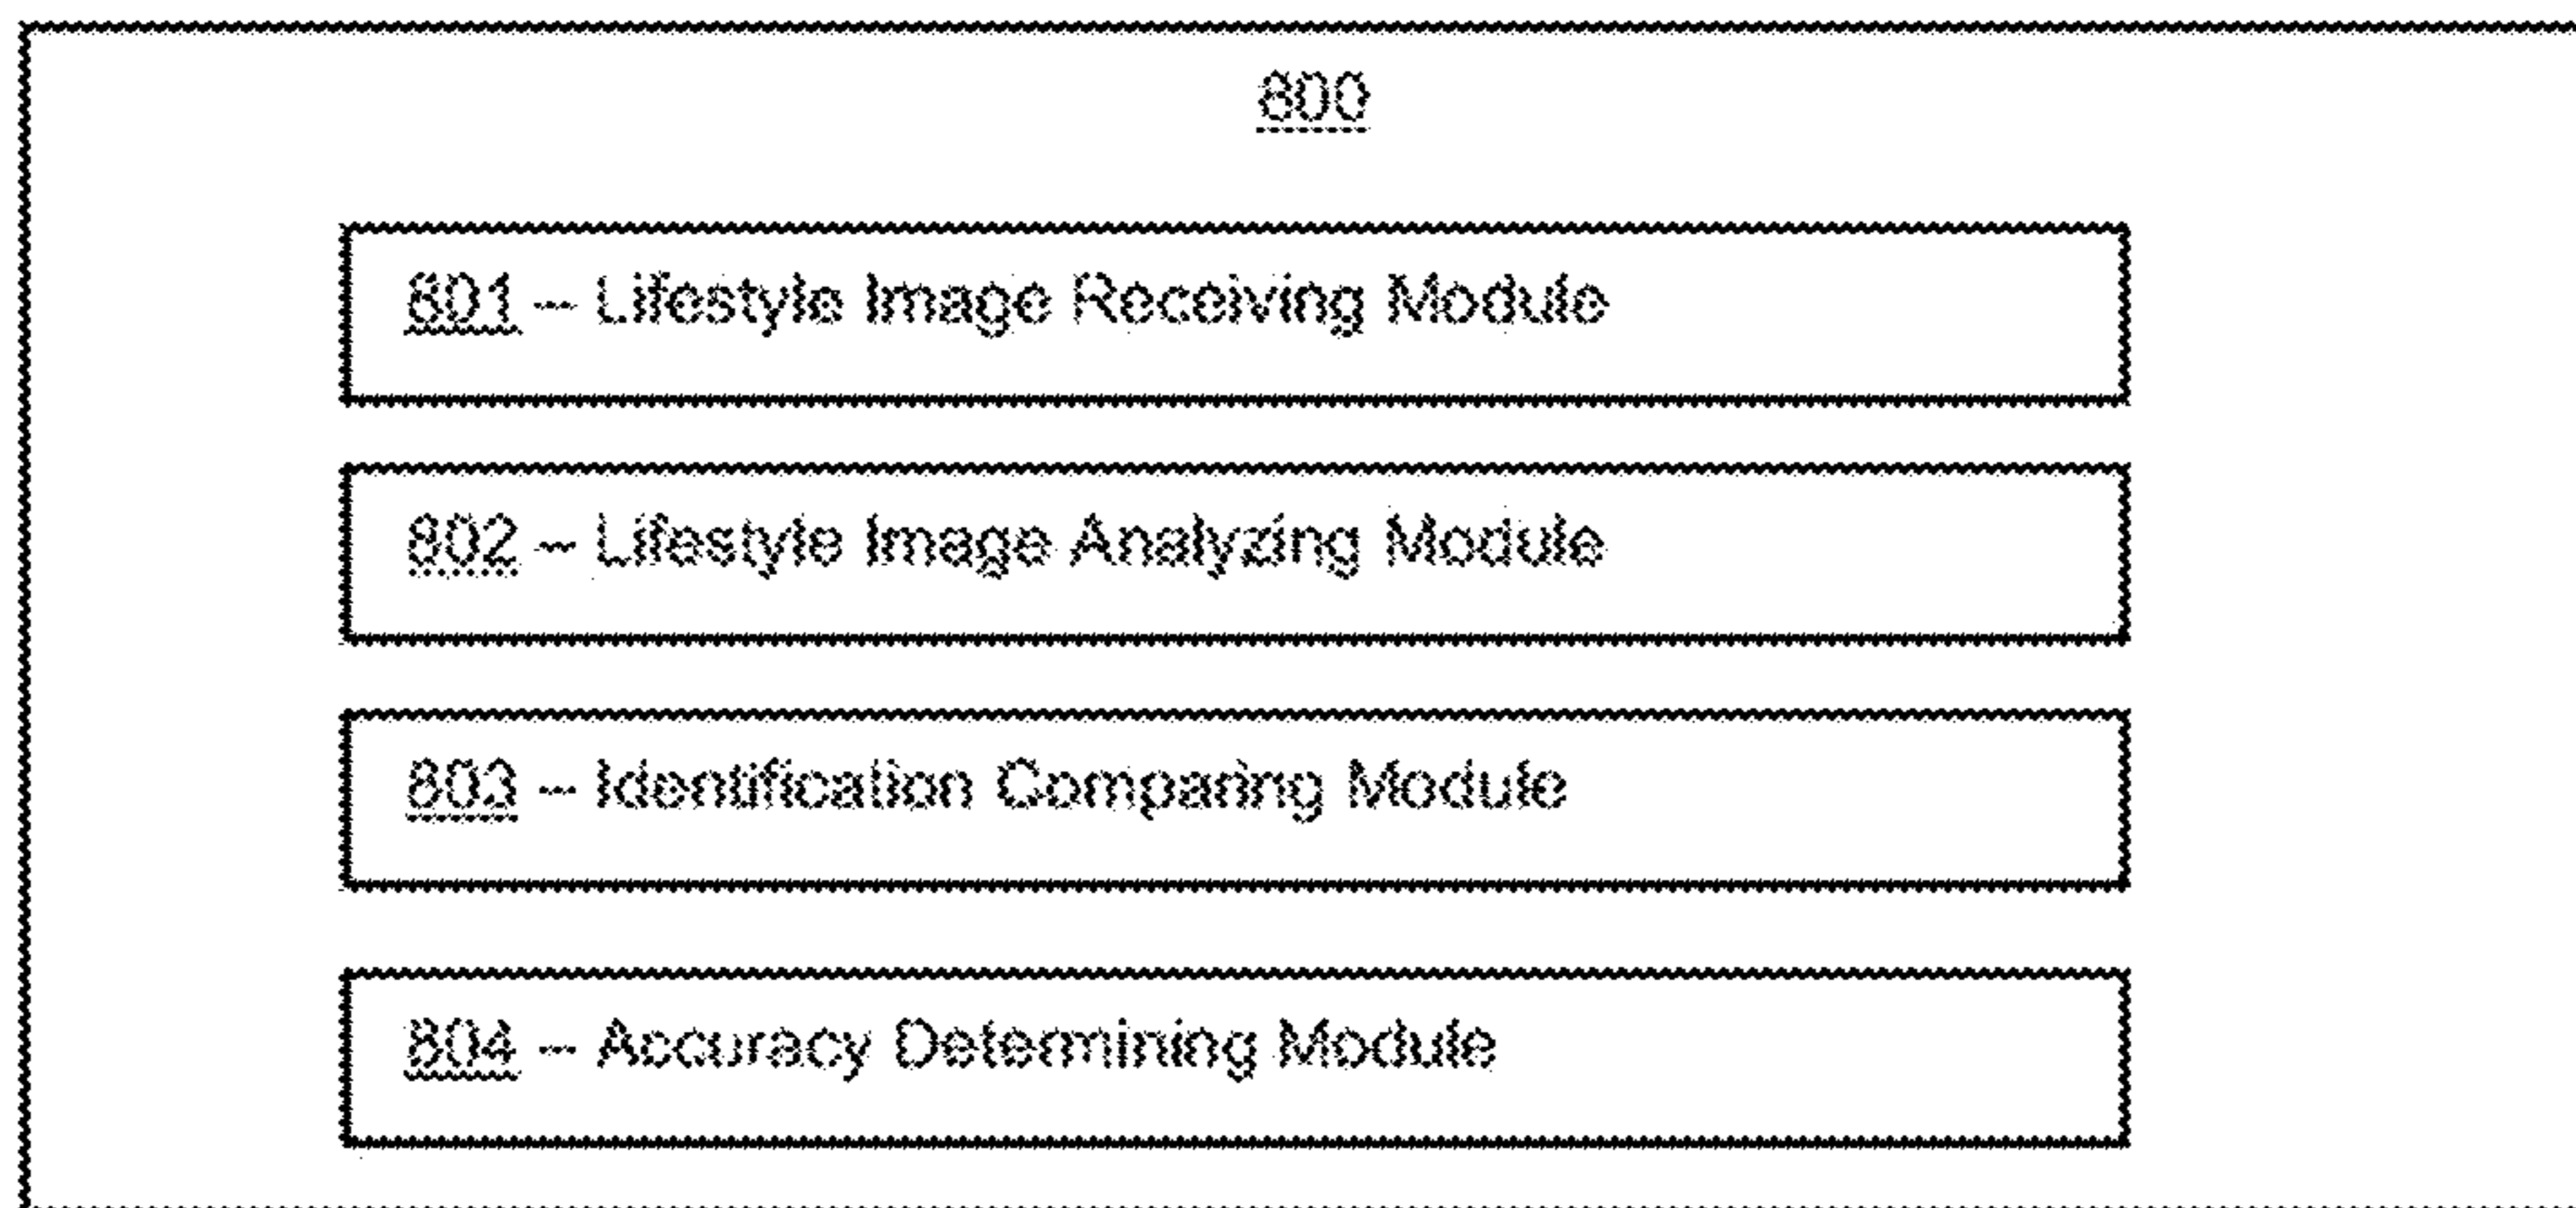 800
801 – Lifestyle Image Receiving Module
802 – Lifestyle Image Analyzing Module
803 – Identification Comparing Module
804 – Accuracy Determining Module